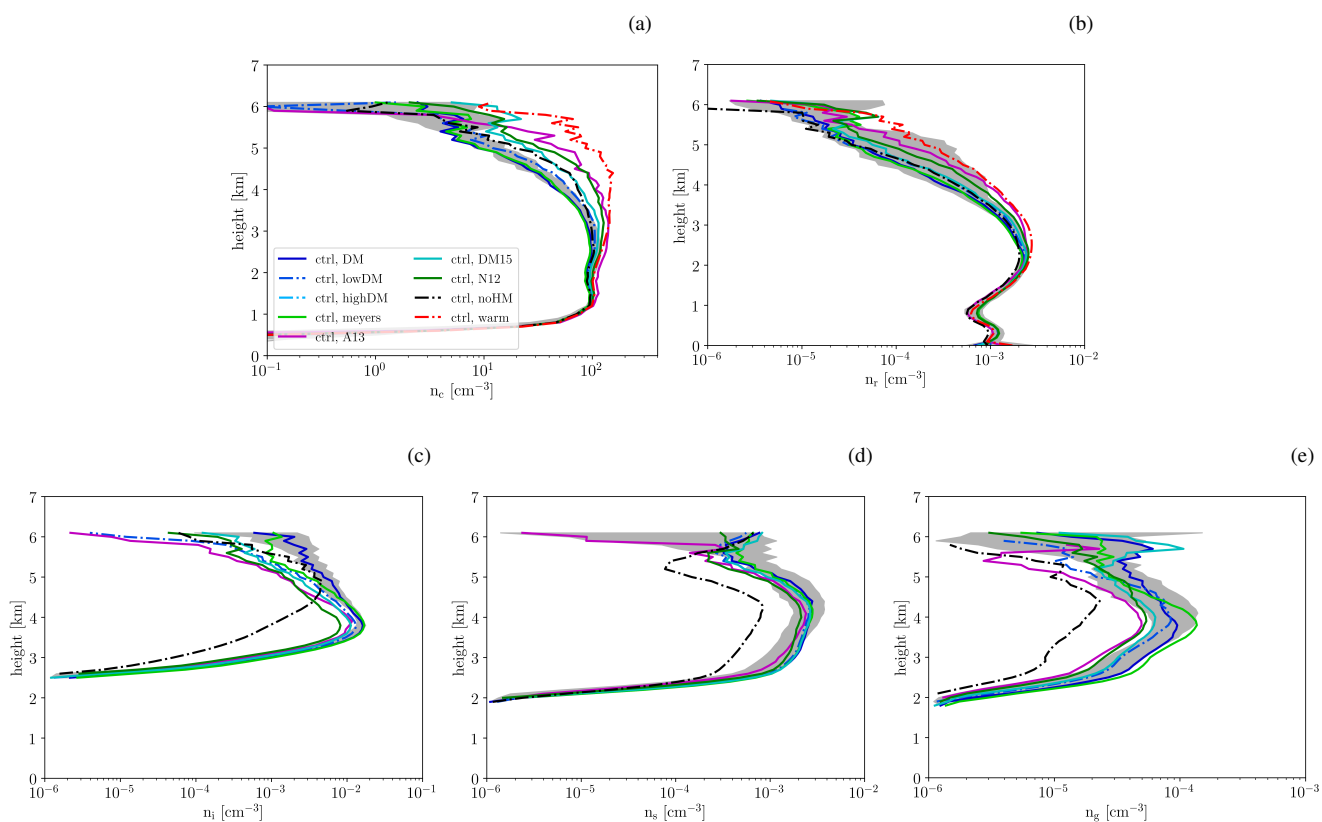 (a)
(b)
7
6
5
4
3
2
1
0
height [km]
10⁻¹
10⁰
10¹
10²
n_c [cm⁻³]
ctrl, DM
ctrl, lowDM
ctrl, highDM
ctrl, meyers
ctrl, A13
ctrl, DM15
ctrl, N12
ctrl, noHM
ctrl, warm
7
6
5
4
3
2
1
0
height [km]
10⁻⁶
10⁻⁵
10⁻⁴
10⁻³
10⁻²
n_r [cm⁻³]
(c)
(d)
(e)
7
6
5
4
3
2
1
0
height [km]
10⁻⁶
10⁻⁵
10⁻⁴
10⁻³
10⁻²
10⁻¹
n_i [cm⁻³]
7
6
5
4
3
2
1
0
height [km]
10⁻⁶
10⁻⁵
10⁻⁴
10⁻³
10⁻²
n_s [cm⁻³]
7
6
5
4
3
2
1
0
height [km]
10⁻⁶
10⁻⁵
10⁻⁴
10⁻³
n_g [cm⁻³]